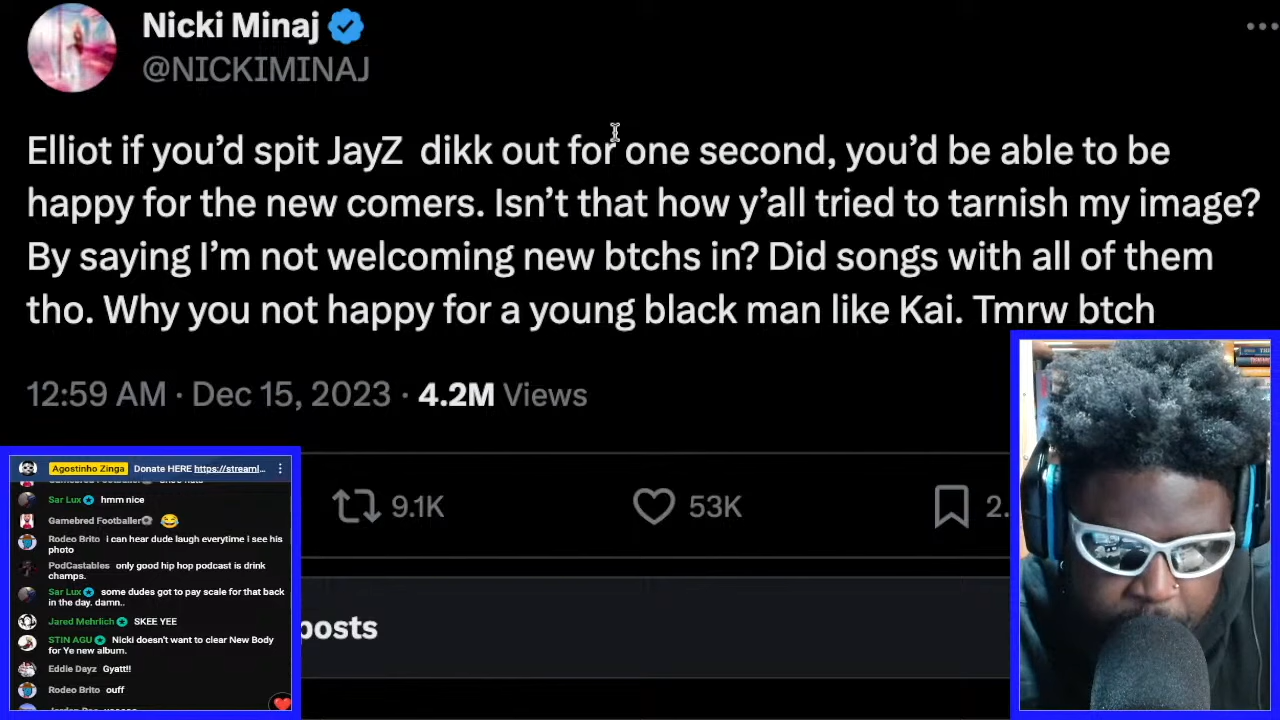 Nicki Minaj
@NICKIMINAJ
Elliot if you’d spit JayZ dikk out for one second, you’d be able to be
happy for the new comers. Isn’t that how y’all tried to tarnish my image?
By saying I’m not welcoming new btchs in? Did songs with all of them
tho. Why you not happy for a young black man like Kai. Tmrw btch
12:59 AM · Dec 15, 2023 · 4.2M Views
9.1K 53K 2.
posts
Agostinho Zinga Donate HERE https://streaml...
Sar Lux hmm nice
Gamebred Footballer 😂
Rodeo Brito i can hear dude laugh everytime i see his
photo
PodCastables only good hip hop podcast is drink
champs.
Sar Lux some dudes got to pay scale for that back
in the day. damn..
Jared Mehrlich SKEE YEE
STIN AGU Nicki doesn't want to clear New Body
for Ye new album.
Eddie Dayz Gyatt!!
Rodeo Brito ouff